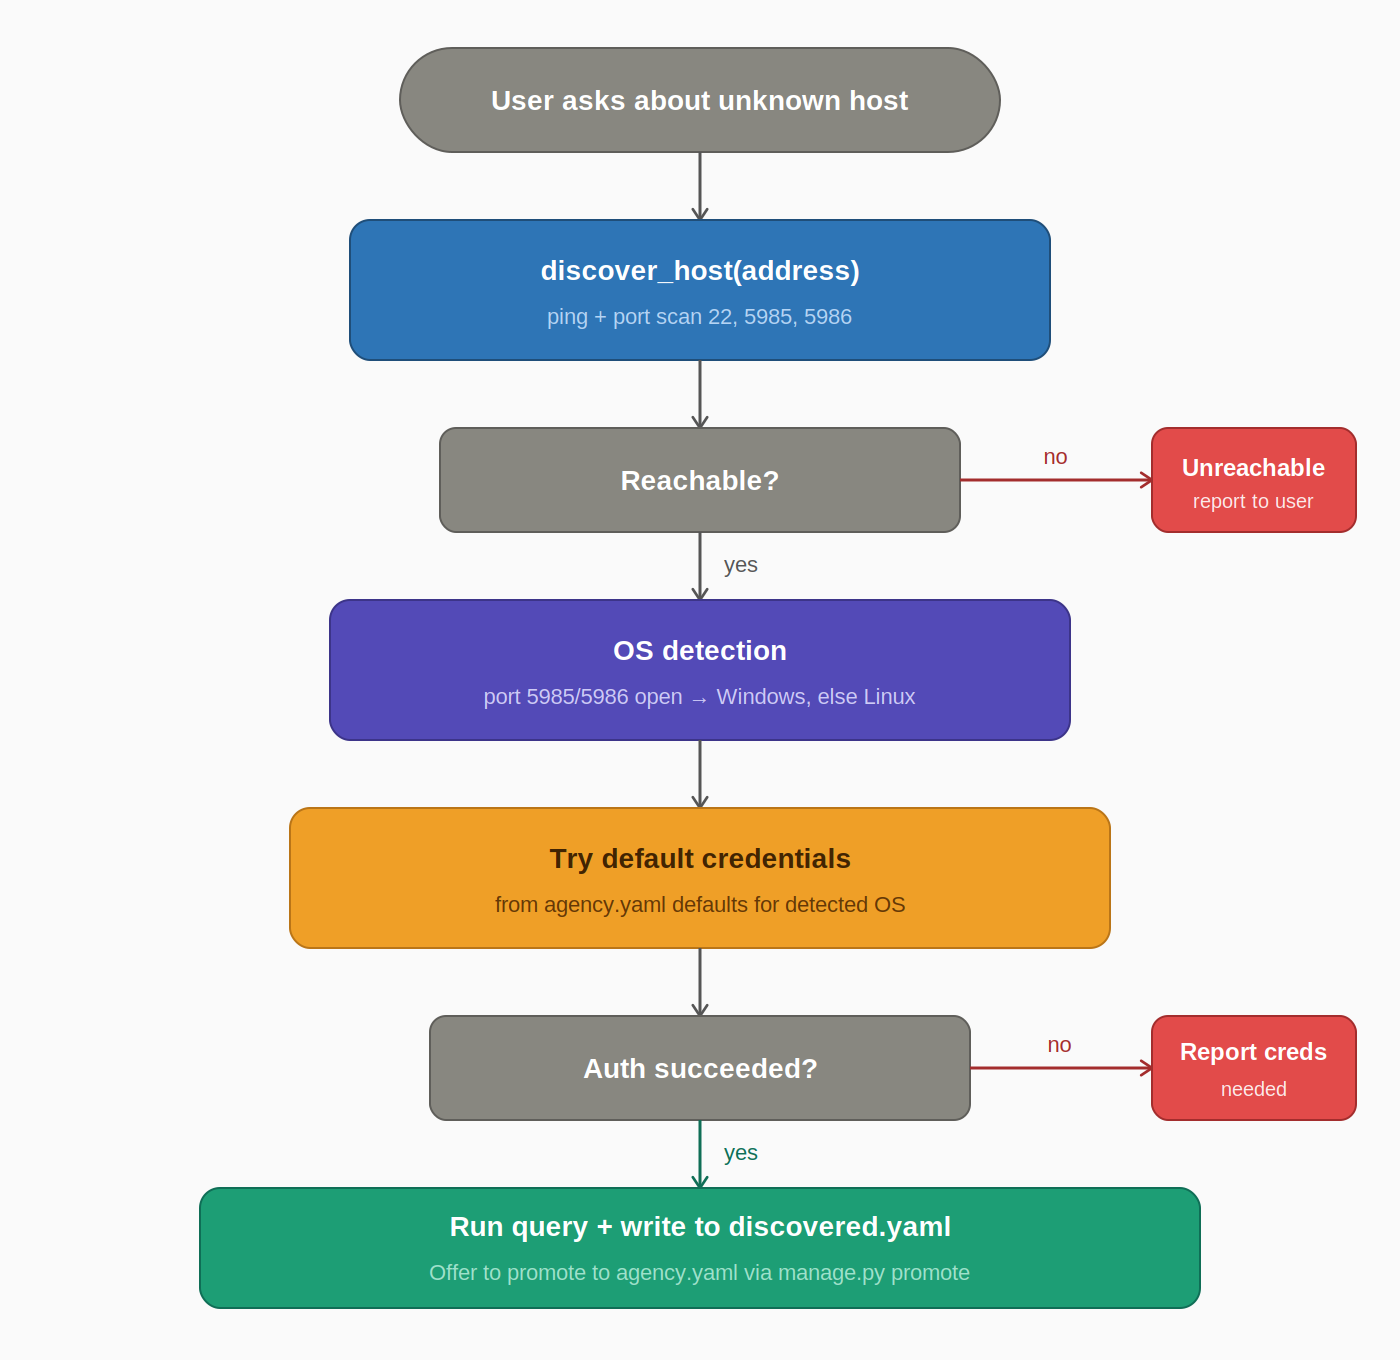 User asks about unknown host
discover_host(address)
ping + port scan 22, 5985, 5986
Reachable?
no
Unreachable
report to user
yes
OS detection
port 5985/5986 open → Windows, else Linux
Try default credentials
from agency.yaml defaults for detected OS
Auth succeeded?
no
Report creds
needed
yes
Run query + write to discovered.yaml
Offer to promote to agency.yaml via manage.py promote